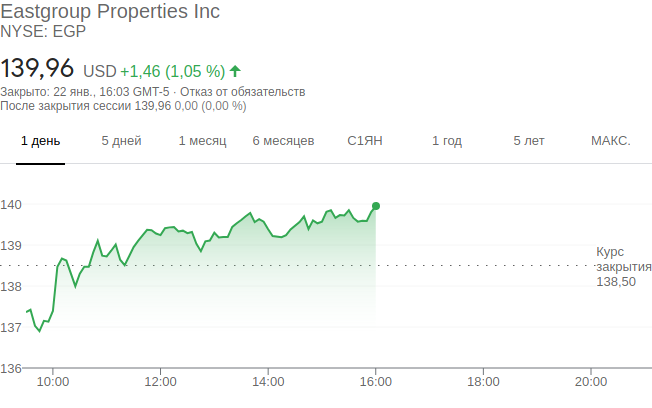 Eastgroup Properties Inc
NYSE: EGP
139,96 USD +1,46 (1,05 %)
Закрыто: 22 янв., 16:03 GMT-5 · Отказ от обязательств
После закрытия сессии 139,96 0,00 (0,00 %)
1 день 5 дней 1 месяц 6 месяцев С1ЯН 1 год 5 лет МАКС.
140
139
138
137
136
Курс
закрытия
138,50
10:00 12:00 14:00 16:00 18:00 20:00